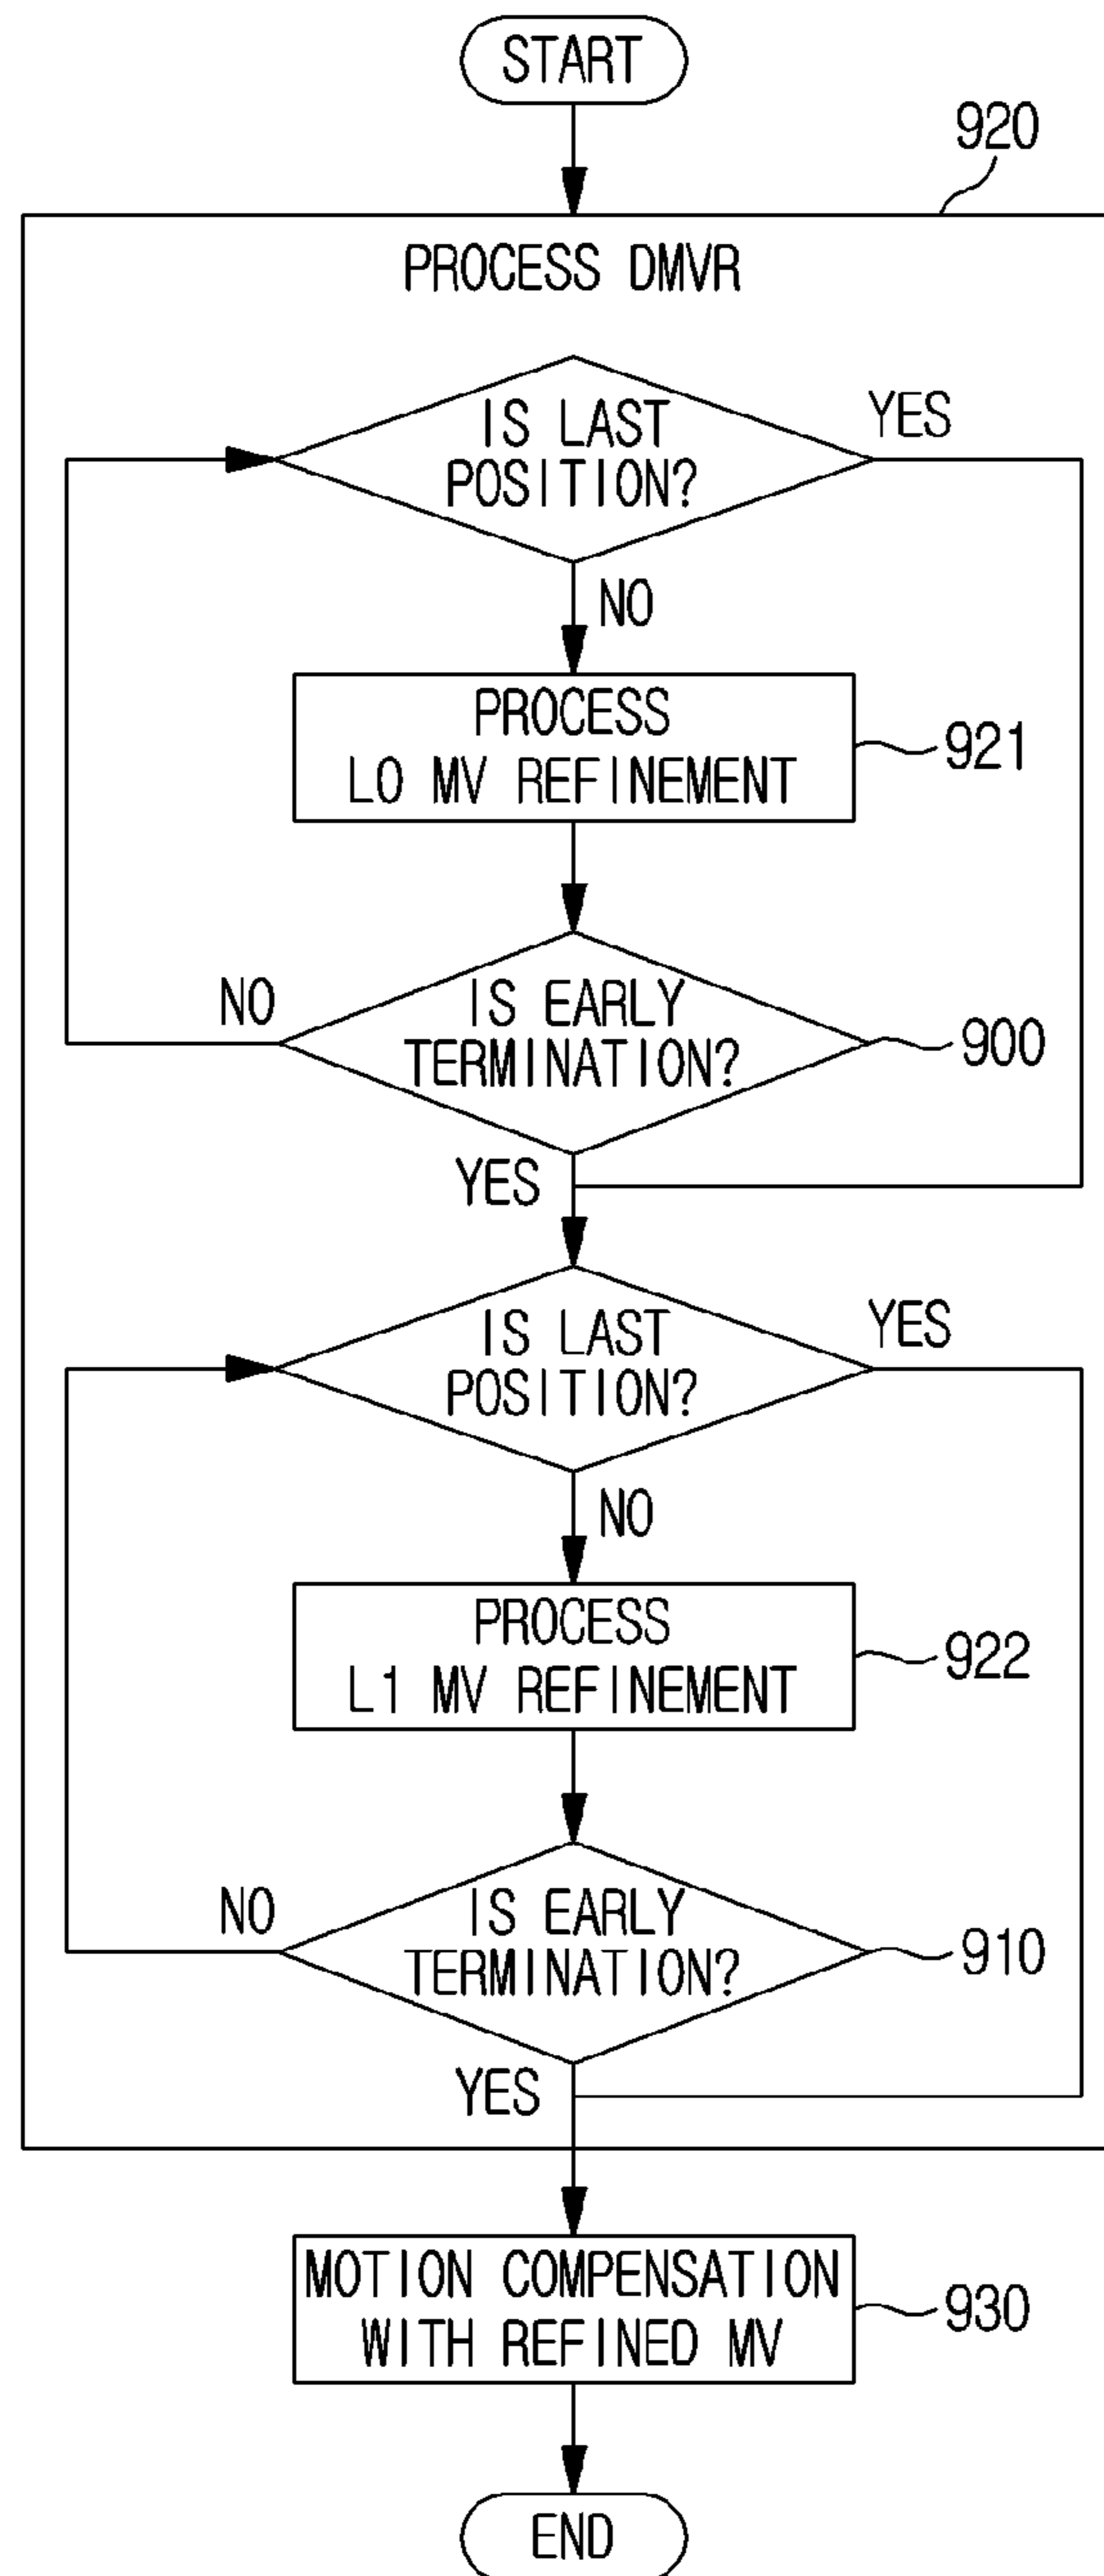 START
920
PROCESS DMVR
IS LAST
POSITION?
YES
NO
PROCESS
L0 MV REFINEMENT
921
IS EARLY
TERMINATION?
NO
900
YES
IS LAST
POSITION?
YES
NO
PROCESS
L1 MV REFINEMENT
922
IS EARLY
TERMINATION?
NO
910
YES
MOTION COMPENSATION
WITH REFINED MV
930
END